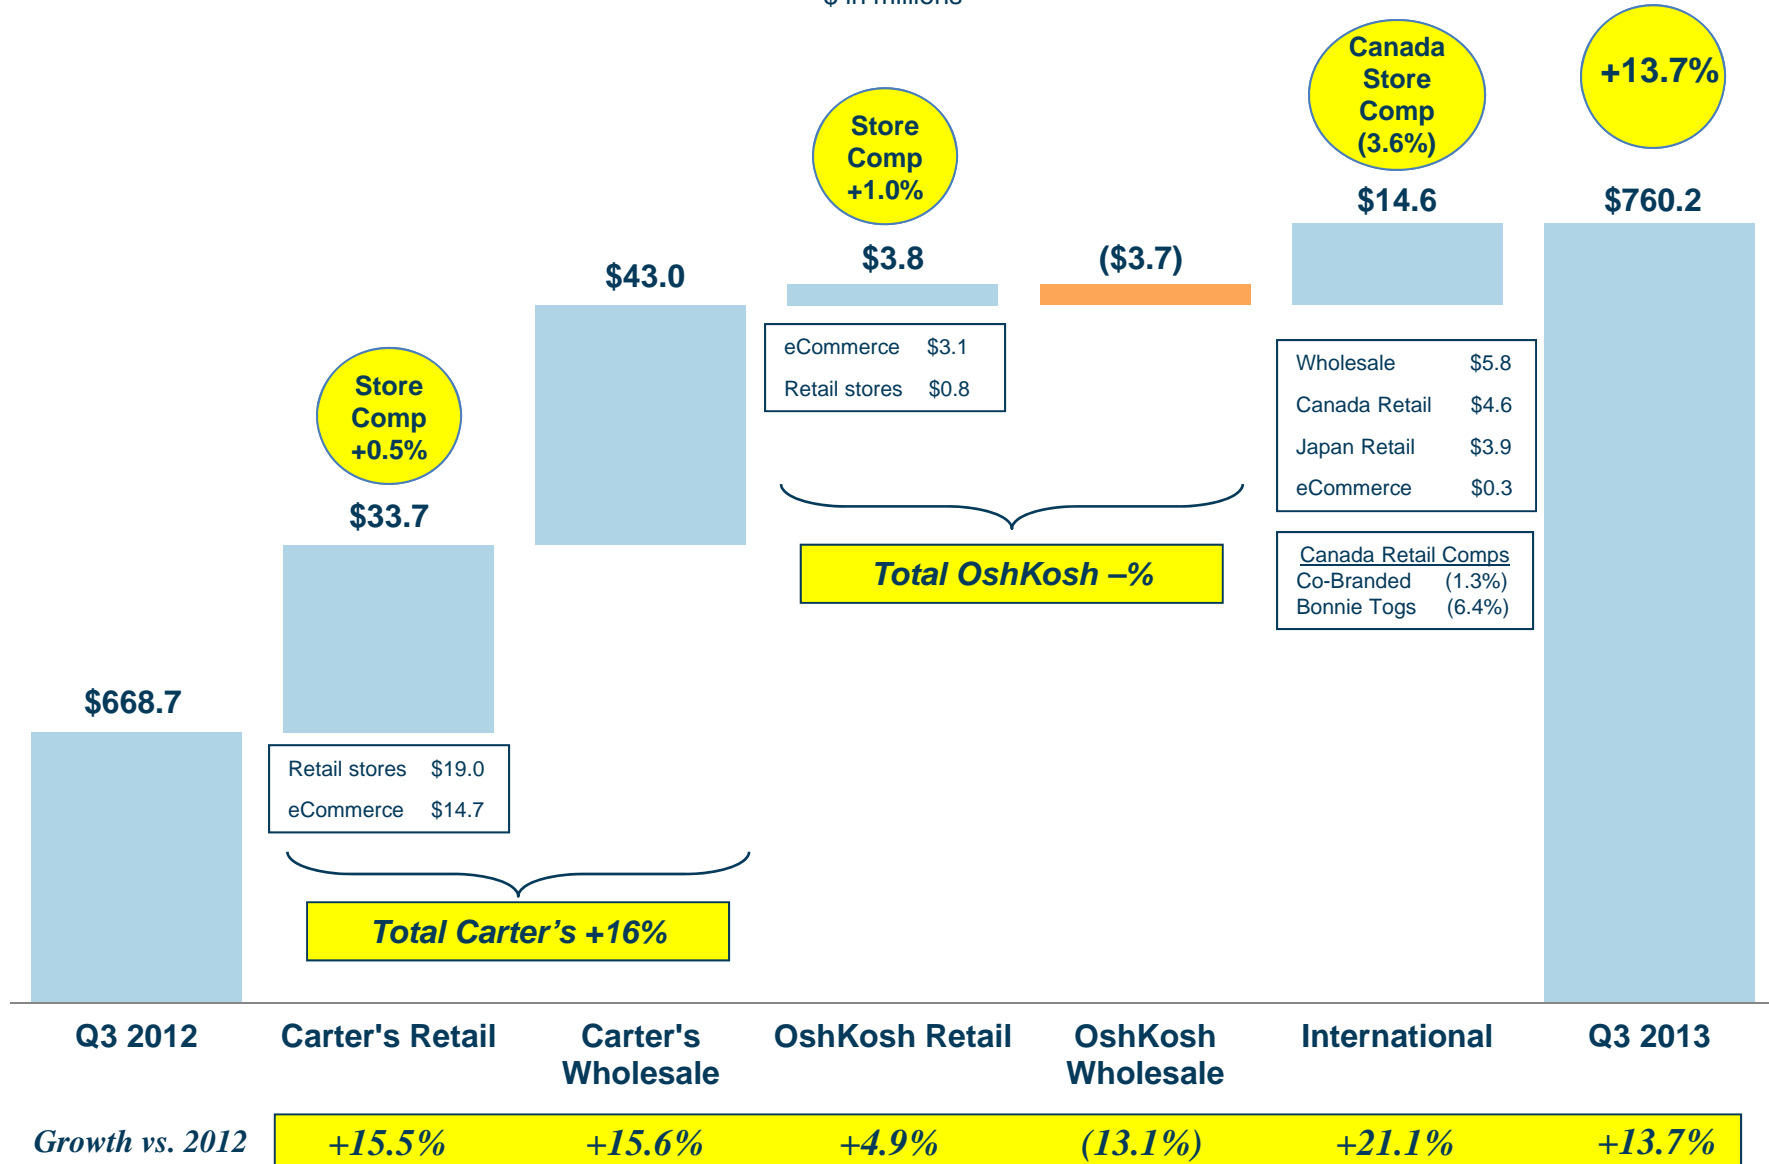 $ in millions
Canada
Store
Comp
(3.6%)
+13.7%
Store
Comp
+1.0%
$14.6
$760.2
$43.0
$3.8
($3.7)
eCommerce $3.1
Retail stores $0.8
Wholesale $5.8
Canada Retail $4.6
Japan Retail $3.9
eCommerce $0.3
Store
Comp
+0.5%
$33.7
Total OshKosh –%
Canada Retail Comps
Co-Branded (1.3%)
Bonnie Togs (6.4%)
$668.7
Retail stores $19.0
eCommerce $14.7
Total Carter’s +16%
Q3 2012
Carter's Retail
Carter's
Wholesale
OshKosh Retail
OshKosh
Wholesale
International
Q3 2013
Growth vs. 2012 +15.5% +15.6% +4.9% (13.1%) +21.1% +13.7%